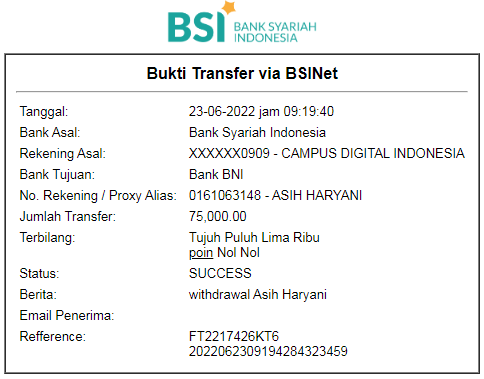 BSI BANK SYARIAH
INDONESIA
Bukti Transfer via BSINet
Tanggal: 23-06-2022 jam 09:19:40
Bank Asal: Bank Syariah Indonesia
Rekening Asal: XXXXXX0909 - CAMPUS DIGITAL INDONESIA
Bank Tujuan: Bank BNI
No. Rekening / Proxy Alias: 0161063148 - ASIH HARYANI
Jumlah Transfer: 75,000.00
Terbilang: Tujuh Puluh Lima Ribu
poin Nol Nol
Status: SUCCESS
Berita: withdrawal Asih Haryani
Email Penerima:
Refference: FT2217426KT6
2022062309194284323459